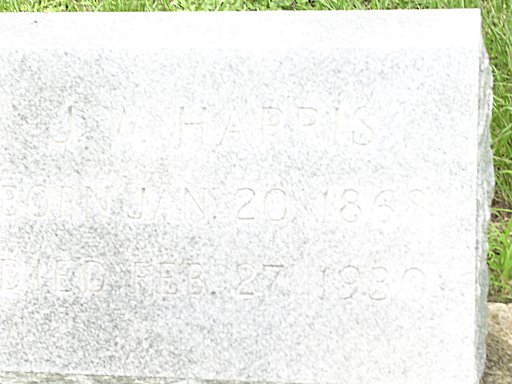 HARRIS
BORN JAN. 20
DIED FEB. 27, 1930